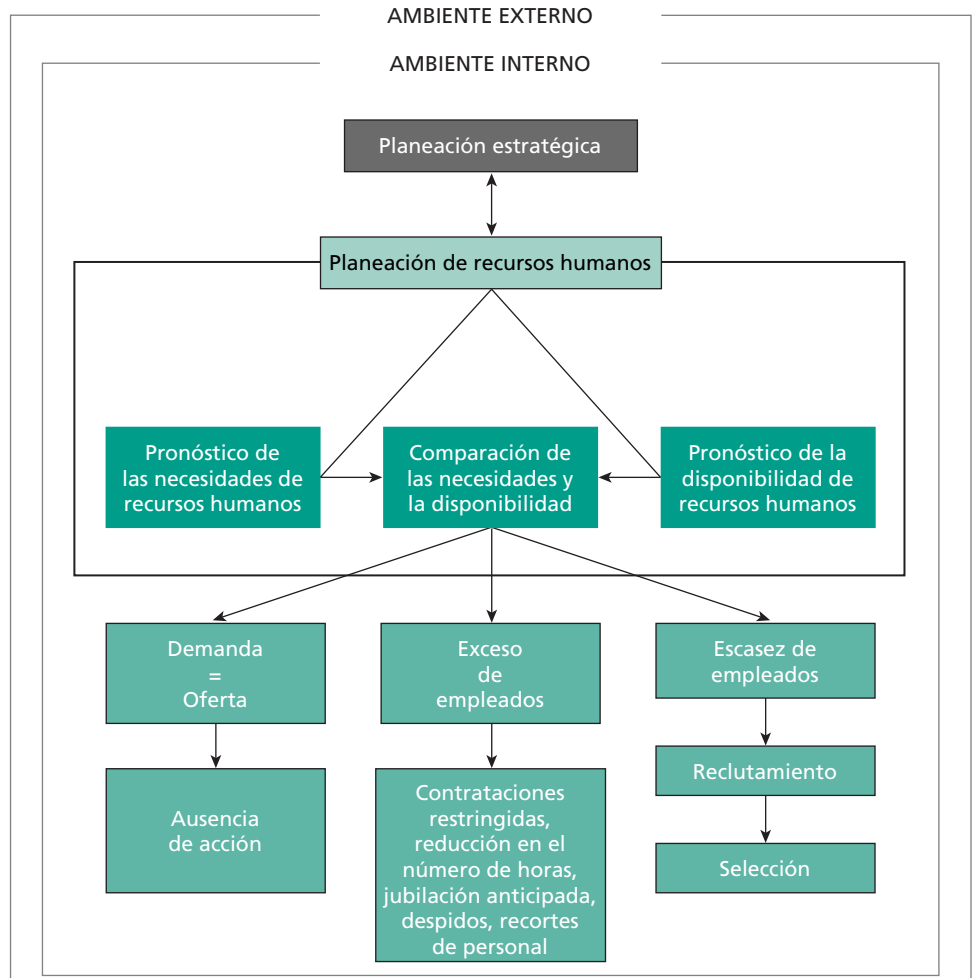 AMBIENTE EXTERNO
AMBIENTE INTERNO
Planeación estratégica
Planeación de recursos humanos
Pronóstico de
las necesidades de
recursos humanos
Comparación de
las necesidades y
la disponibilidad
Pronóstico de la
disponibilidad de
recursos humanos
Demanda
=
Oferta
Exceso
de
empleados
Escasez de
empleados
Ausencia
de acción
Contrataciones
restringidas,
reducción en el
número de horas,
jubilación anticipada,
despidos, recortes
de personal
Reclutamiento
Selección